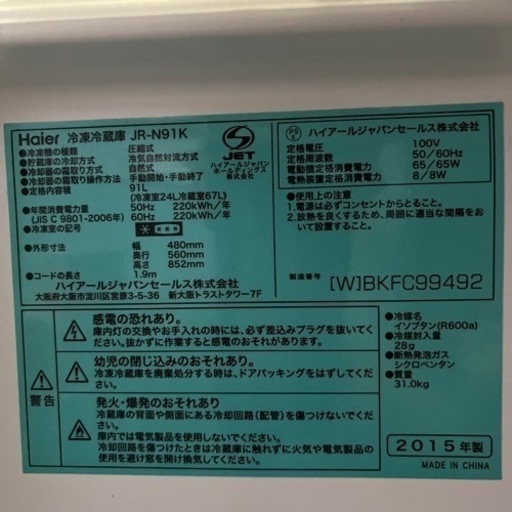 Haier 冷凍冷蔵庫 JR-N91K
●冷凍機の種類 圧縮式
●貯蔵庫の冷却方式 冷気自然対流方式
●冷却器の霜取り方式 自然式
●冷却器の霜取り操作方法 手動開始・手動終了
●定格内容積 91L
(冷凍室24L冷蔵室67L)
●年間消費電力量 50Hz 220kWh/年
(JIS C 9801-2006年) 60Hz 220kWh/年
●冷凍室の記号
●外形寸法 幅 480mm
奥行 560mm
高さ 852mm
●コードの長さ 1.9m
ハイアールジャパンセールス株式会社
大阪府大阪市淀川区宮原3-5-36 新大阪トラストタワー7F
JET
ハイアールジャパン
ホールディングス
株式会社
PS
E
ハイアールジャパンセールス株式会社
定格電圧 100V
定格周波数 50/60Hz
電動機定格消費電力 65/65W
電熱装置定格消費電力 8/8W
●使用上の注意
1.電源は必ずコンセントからとること。
2.放熱を良くするため、周囲に適当な間隔をおいて設置すること。
製造番号 [W]BKFC99492
警告
感電の恐れあり。
庫内灯の交換やお手入れの時には、必ず差込みプラグを抜いてください。抜かずに作業すると感電のおそれがあります。
幼児の閉じ込みのおそれあり。
冷凍冷蔵庫を廃棄処分する時は、ドアパッキングをはずしてください。
発火・爆発のおそれあり
冷蔵庫の背面や側面にある冷却回路(配管)を傷つけないでください。
庫内では電気製品を使用しないでください。
冷却回路を傷つけたときは冷蔵庫に触れずに火気や電気製品の使用を避け窓を開け換気してください。
●冷媒名
イソブタン(R600a)
●冷媒封入量
28g
●断熱発泡ガス
シクロペンタン
●質量
31.0kg
2015年製
MADE IN CHINA